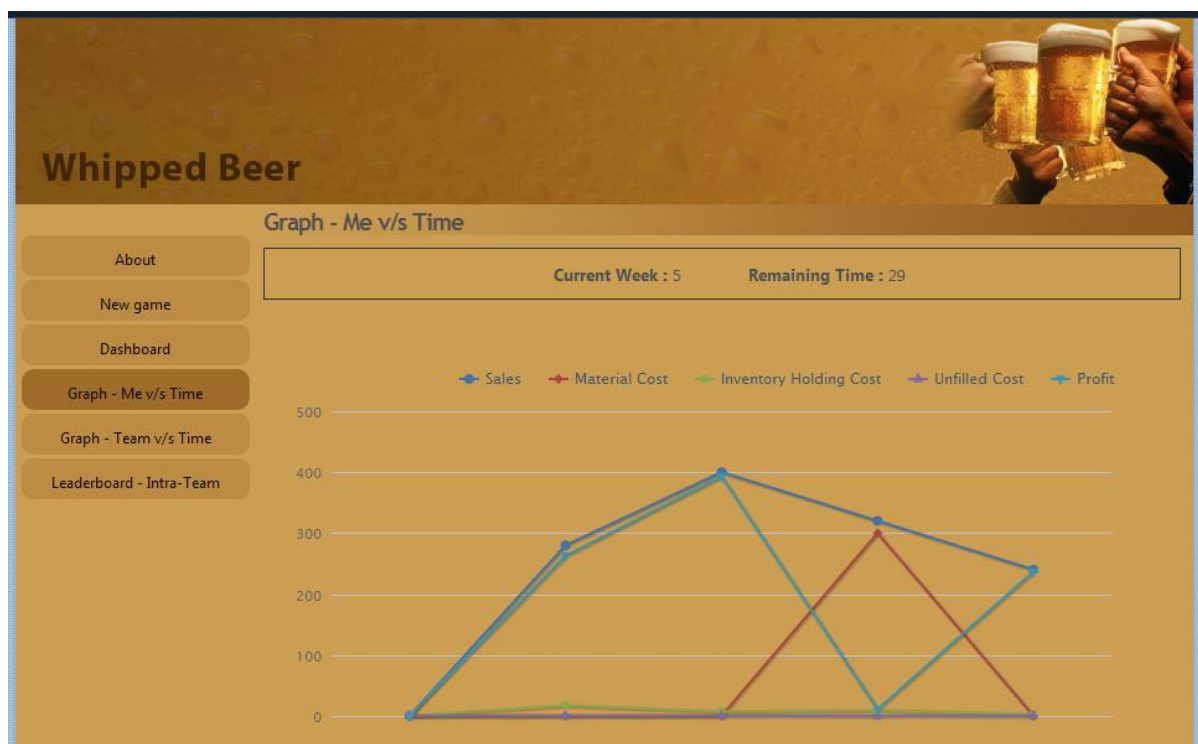 Whipped Beer
Graph - Me v/s Time
About
New game
Dashboard
Graph - Me v/s Time
Graph - Team v/s Time
Leaderboard - Intra-Team
Current Week : 5 Remaining Time : 29
Sales Material Cost Inventory Holding Cost Unfilled Cost Profit
500
400
300
200
100
0